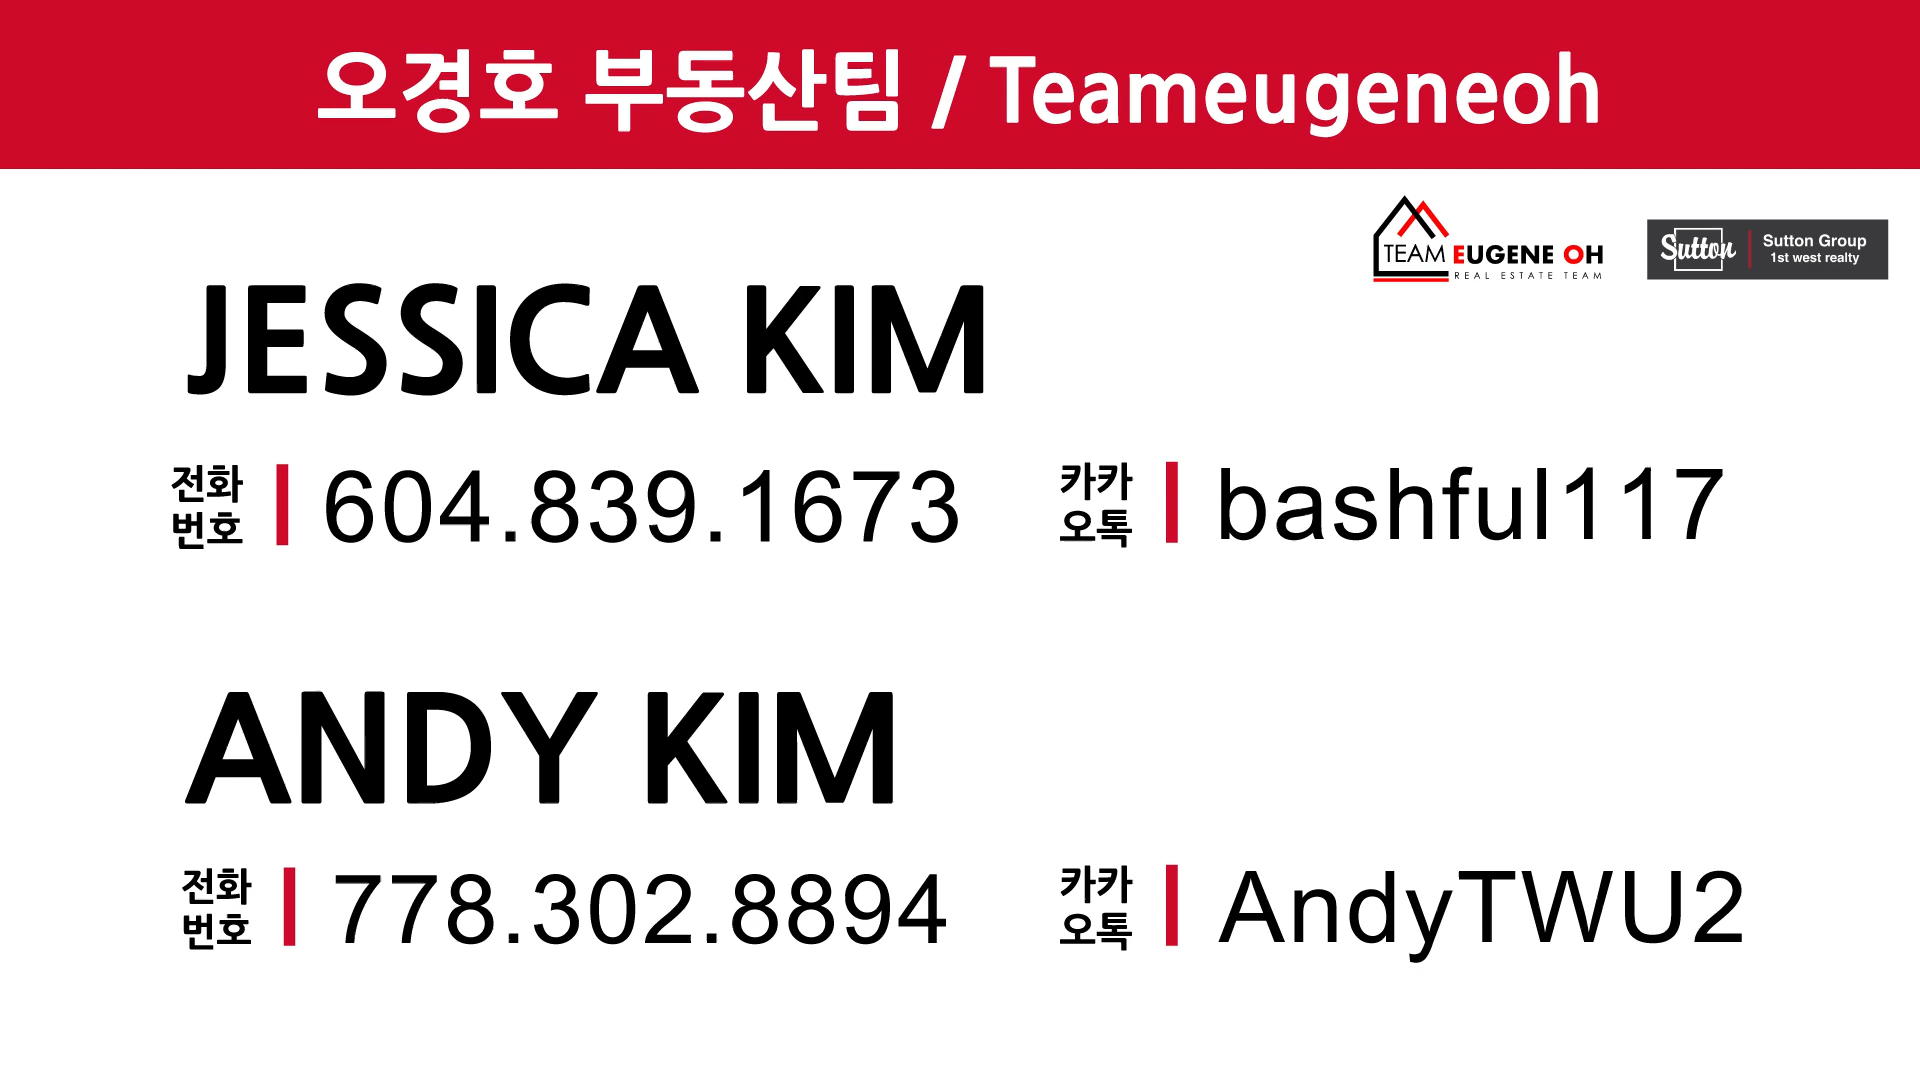 오경호 부동산팀 / Teameugeneoh
TEAM EUGENE OH
REAL ESTATE TEAM
Sutton
Sutton Group
1st west realty
JESSICA KIM
전화
번호
604.839.1673
카카
오톡
bashful117
ANDY KIM
전화
번호
778.302.8894
카카
오톡
AndyTWU2